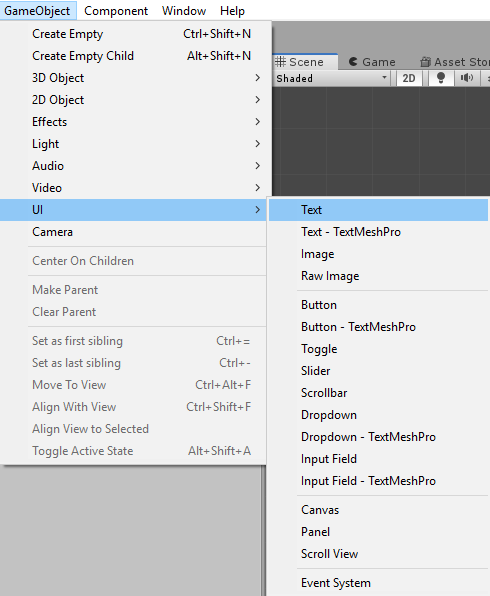 GameObject Component Window Help
Create Empty Ctrl+Shift+N
Create Empty Child Alt+Shift+N
3D Object
2D Object
Effects
Light
Audio
Video
UI
Camera
Center On Children
Make Parent
Clear Parent
Set as first sibling Ctrl+=
Set as last sibling Ctrl+-
Move To View Ctrl+Alt+F
Align With View Ctrl+Shift+F
Align View to Selected
Toggle Active State Alt+Shift+A
Scene Game Asset Stor
Shaded 2D
Text
Text - TextMeshPro
Image
Raw Image
Button
Button - TextMeshPro
Toggle
Slider
Scrollbar
Dropdown
Dropdown - TextMeshPro
Input Field
Input Field - TextMeshPro
Canvas
Panel
Scroll View
Event System